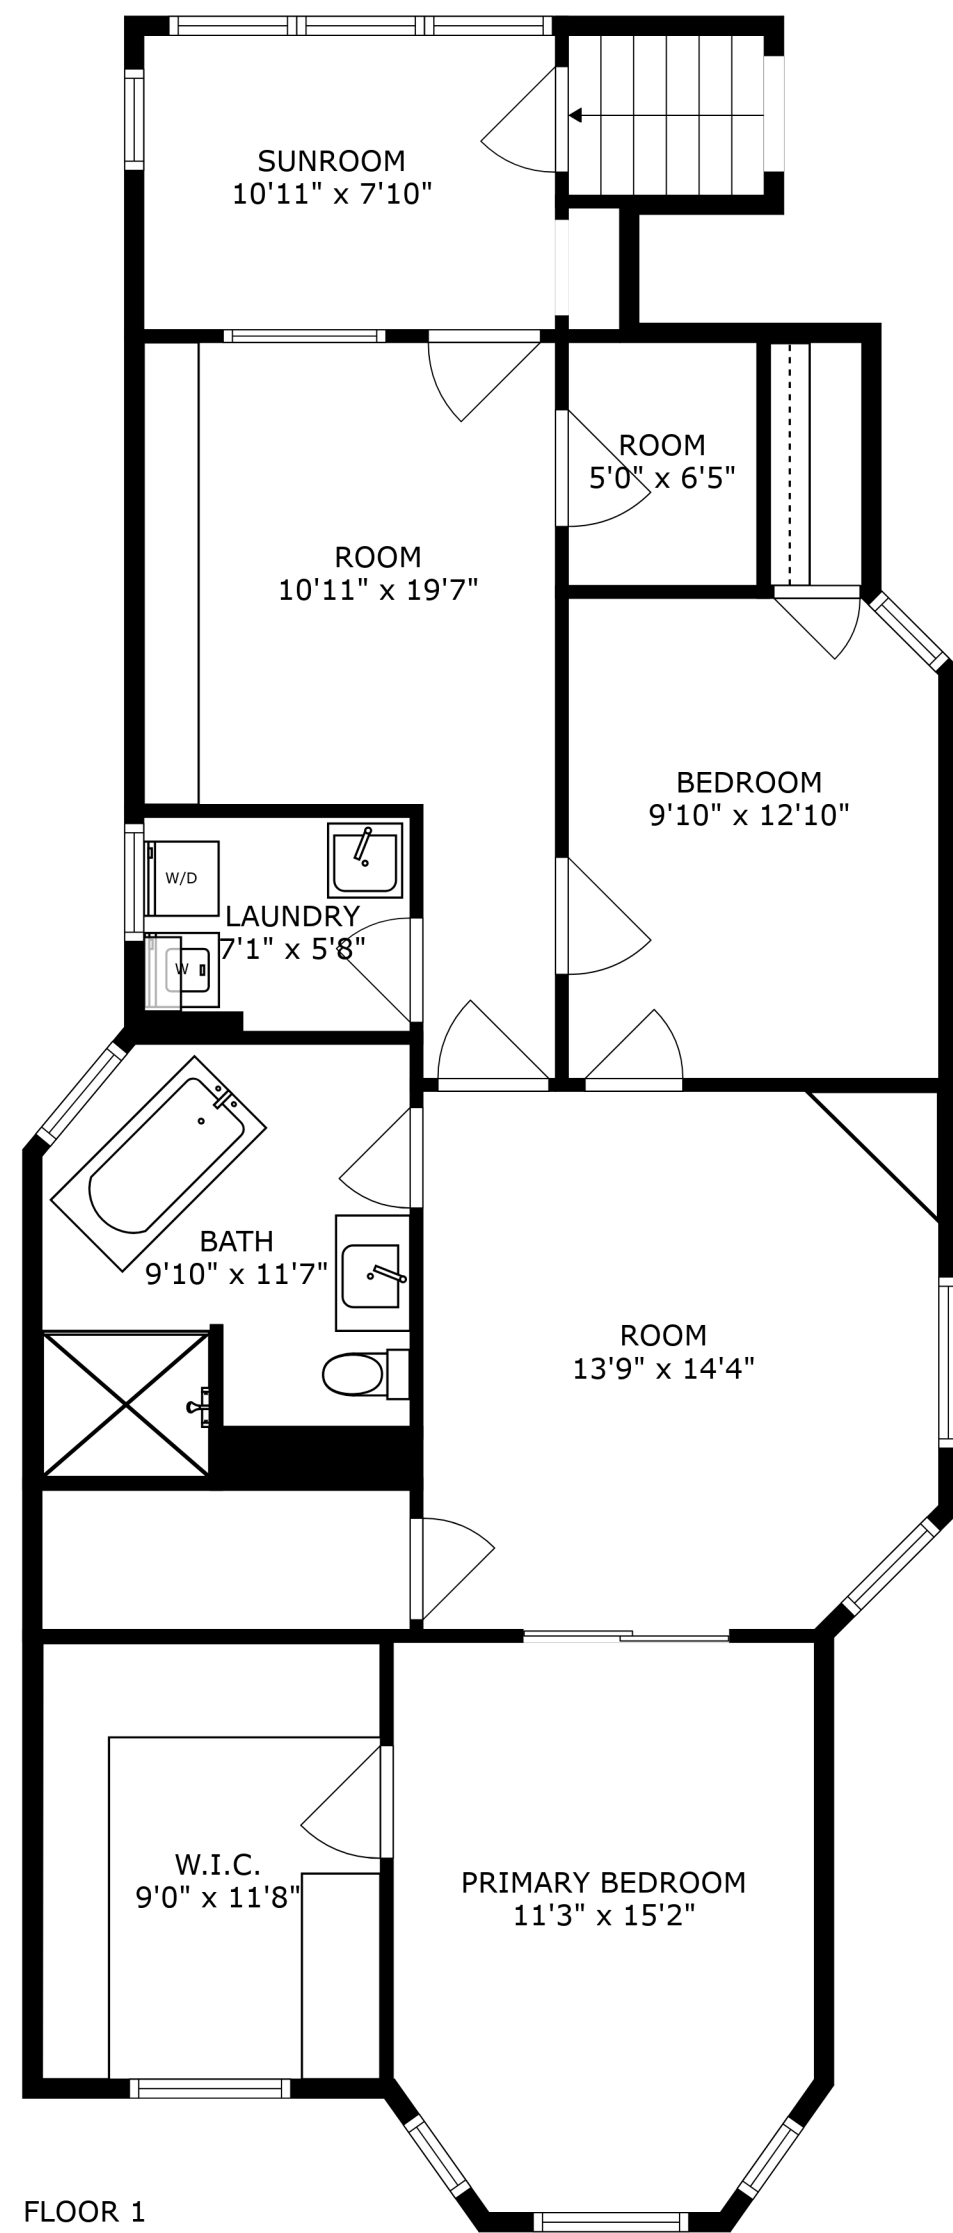 SUNROOM
10'11" x 7'10"
ROOM
5'0" x 6'5"
ROOM
10'11" x 19'7"
BEDROOM
9'10" x 12'10"
W/D
LAUNDRY
7'1" x 5'8"
W
BATH
9'10" x 11'7"
ROOM
13'9" x 14'4"
W.I.C.
9'0" x 11'8"
PRIMARY BEDROOM
11'3" x 15'2"
FLOOR 1